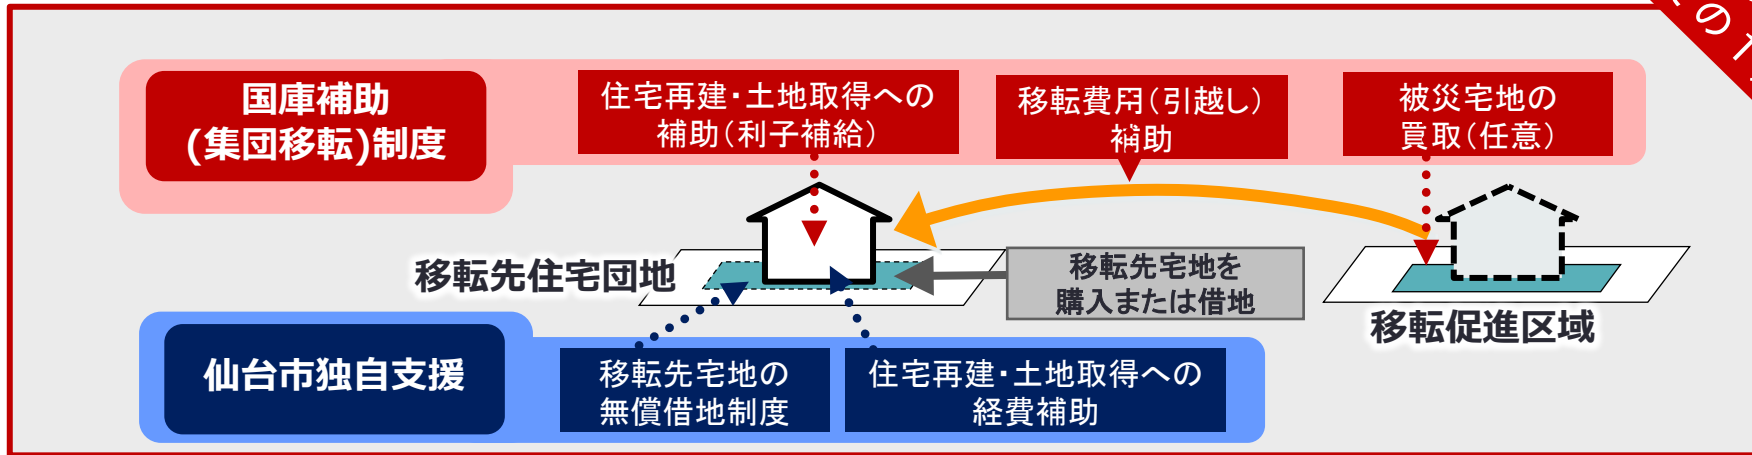 国庫補助
(集団移転)制度
住宅再建・土地取得への
補助(利子補給)
移転費用(引越し)
補助
被災宅地の
買取(任意)
移転先住宅団地
移転先宅地を
購入または借地
移転促進区域
仙台市独自支援
移転先宅地の
無償借地制度
住宅再建・土地取得への
経費補助